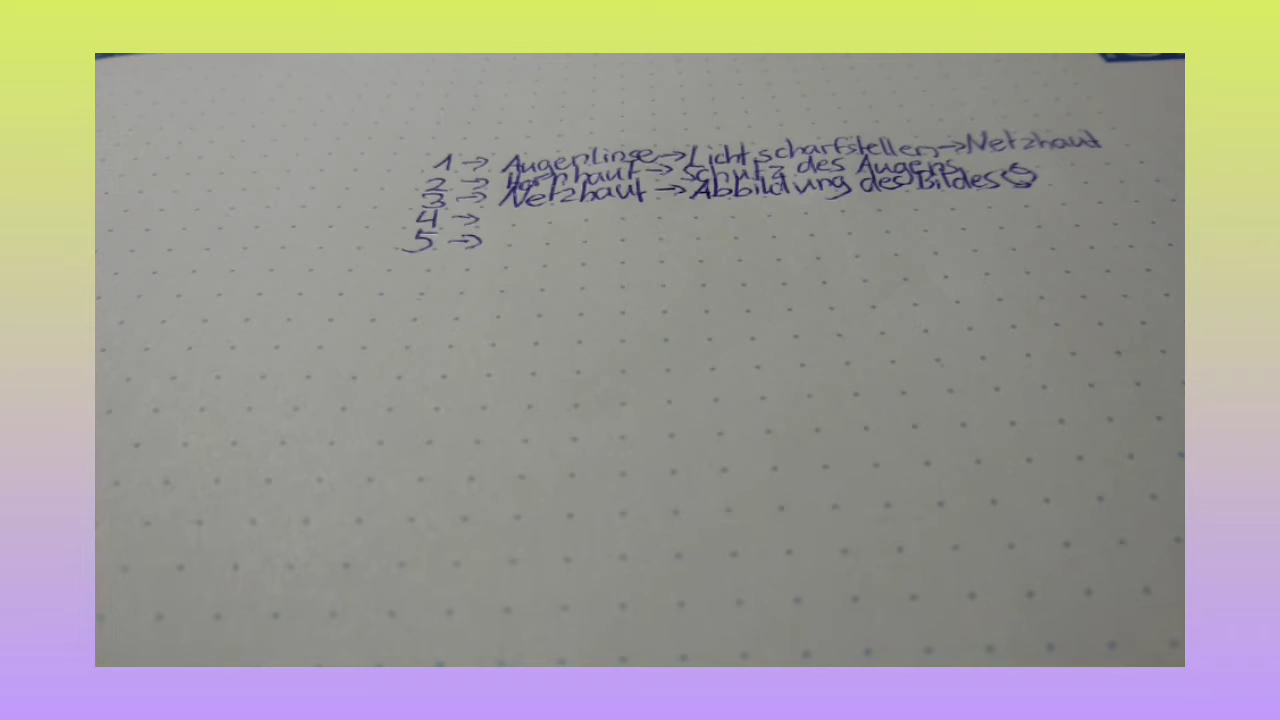 1 → Augenlinse → Licht scharfstellen → Netzhaut
2 → Hornhaut → Schutz des Augens
3 → Netzhaut → Abbildung des Bildes
4 →
5 →